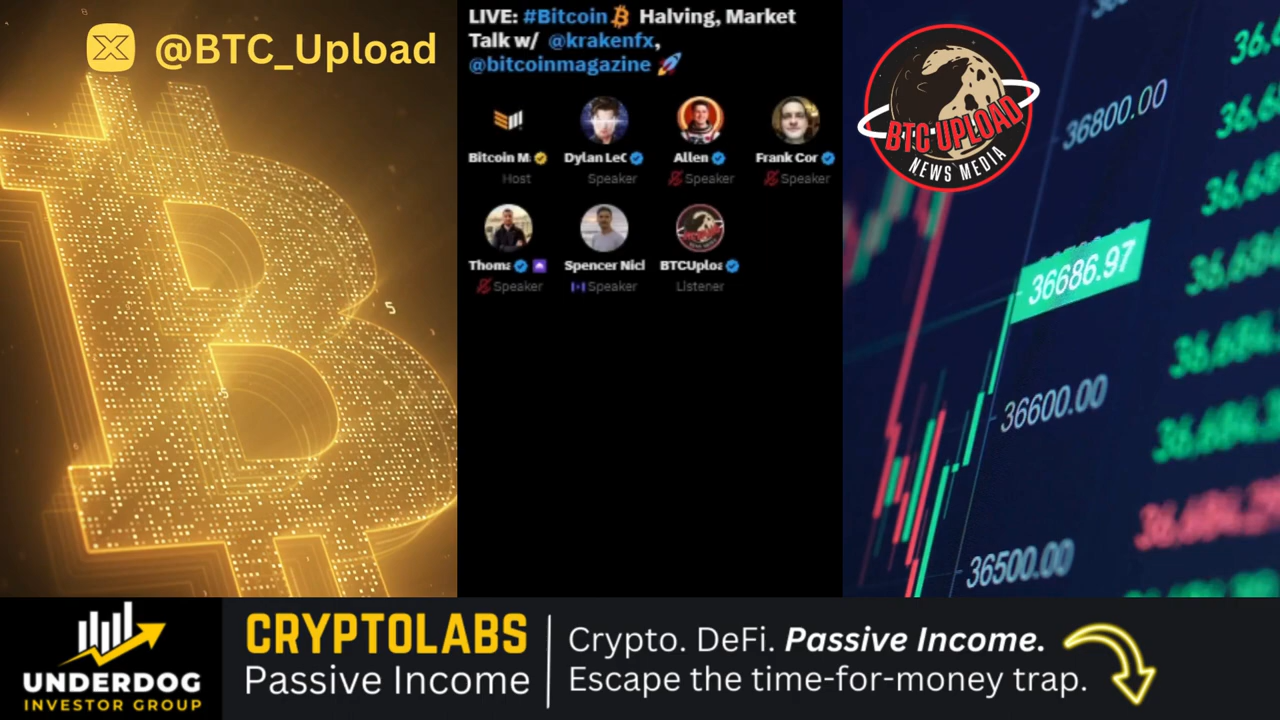 @BTC_Upload
LIVE: #Bitcoin Halving, Market
Talk w/ @krakenfx,
@bitcoinmagazine
Bitcoin M
Host
Dylan LeC
Speaker
Allen
Speaker
Frank Cor
Speaker
Thoma
Speaker
Spencer Nicl
Speaker
BTCUploa
Listener
BTC UPLOAD
NEWS MEDIA
36800.00
36686.97
36600.00
36500.00
UNDERDOG
INVESTOR GROUP
CRYPTOLABS
Passive Income
Crypto. DeFi. Passive Income.
Escape the time-for-money trap.